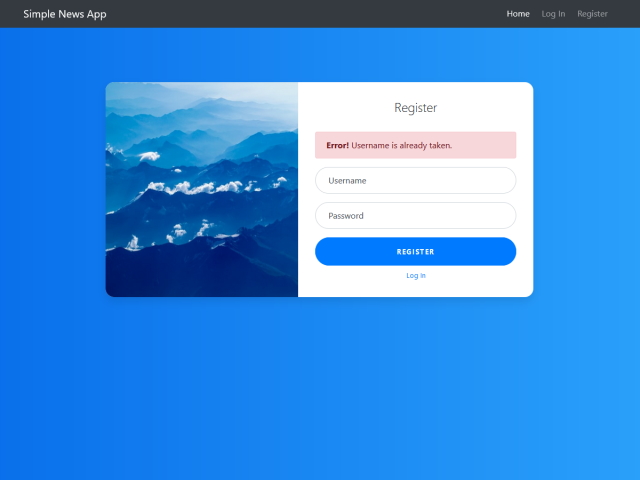 Simple News App
Home Log In Register
Register
Error! Username is already taken.
Username
Password
REGISTER
Log In